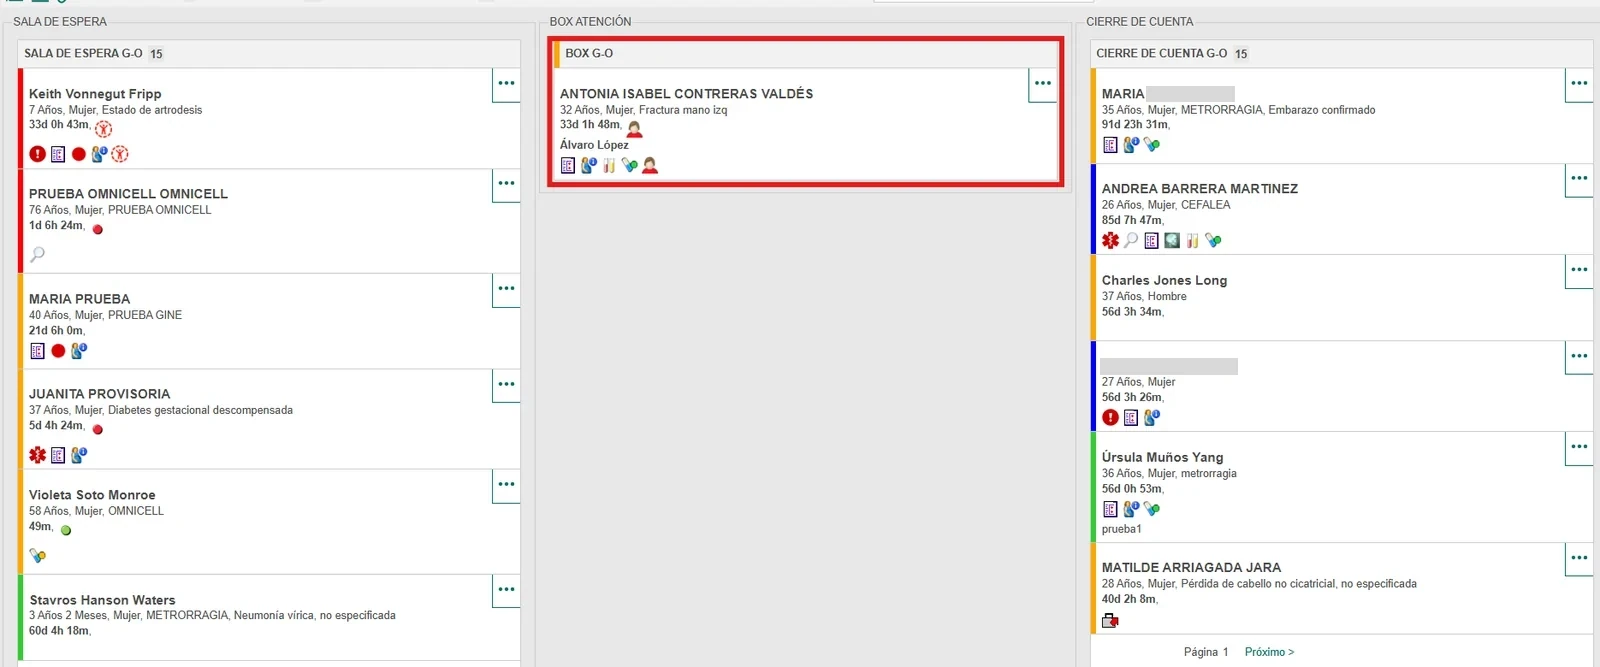 SALA DE ESPERA
SALA DE ESPERA G-O 15
Keith Vonnegut Fripp
7 Años, Mujer, Estado de artrodesis
33d 0h 43m,
PRUEBA OMNICELL OMNICELL
76 Años, Mujer, PRUEBA OMNICELL
1d 6h 24m,
MARIA PRUEBA
40 Años, Mujer, PRUEBA GINE
21d 6h 0m,
JUANITA PROVISORIA
37 Años, Mujer, Diabetes gestacional descompensada
5d 4h 24m,
Violeta Soto Monroe
58 Años, Mujer, OMNICELL
49m,
Stavros Hanson Waters
3 Años 2 Meses, Mujer, METRORRAGIA, Neumonía vírica, no especificada
60d 4h 18m,
BOX ATENCIÓN
BOX G-O
ANTONIA ISABEL CONTRERAS VALDÉS
32 Años, Mujer, Fractura mano izq
33d 1h 48m,
Álvaro López
CIERRE DE CUENTA
CIERRE DE CUENTA G-O 15
MARIA
35 Años, Mujer, METRORRAGIA, Embarazo confirmado
91d 23h 31m,
ANDREA BARRERA MARTINEZ
26 Años, Mujer, CEFALEA
85d 7h 47m,
Charles Jones Long
37 Años, Hombre
56d 3h 34m,
27 Años, Mujer
56d 3h 26m,
Úrsula Muños Yang
36 Años, Mujer, metrorragia
56d 0h 53m,
prueba1
MATILDE ARRIAGADA JARA
28 Años, Mujer, Pérdida de cabello no cicatricial, no especificada
40d 2h 8m,
Página 1 Próximo >